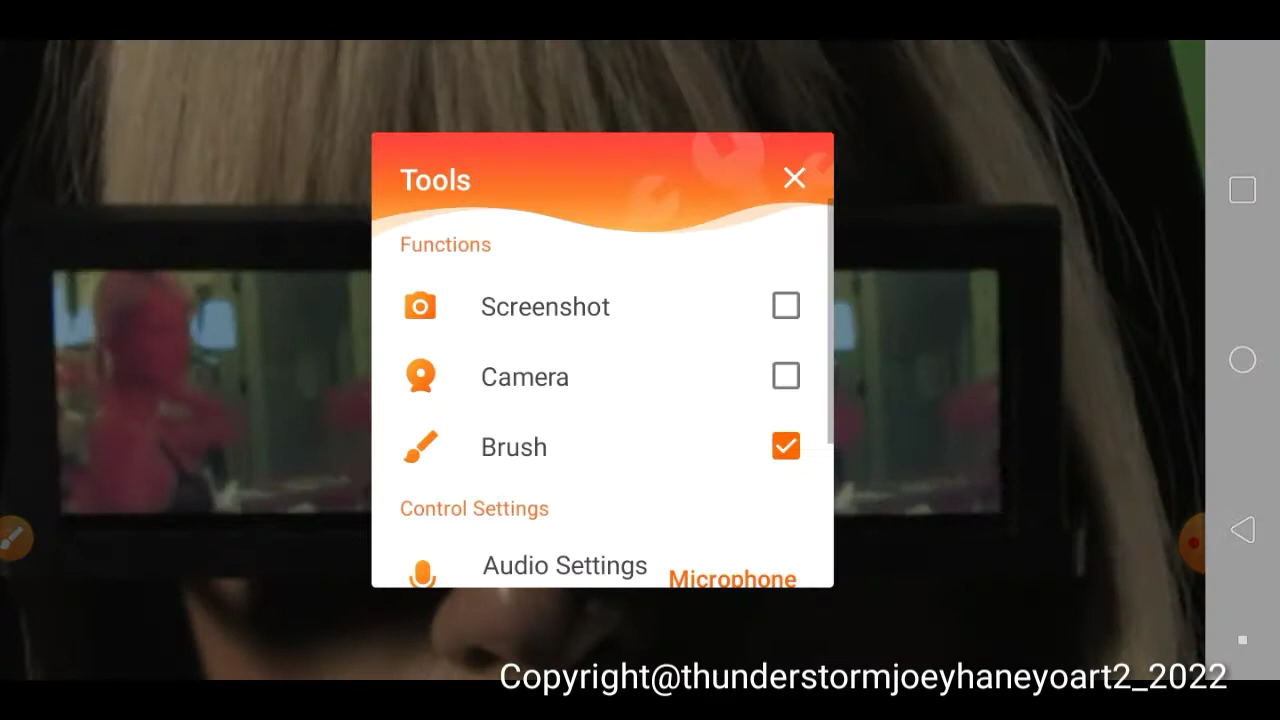 Tools
Functions
Screenshot
Camera
Brush
Control Settings
Audio Settings
Microphone
Copyright@thunderstormjoeyhaneyoart2_2022